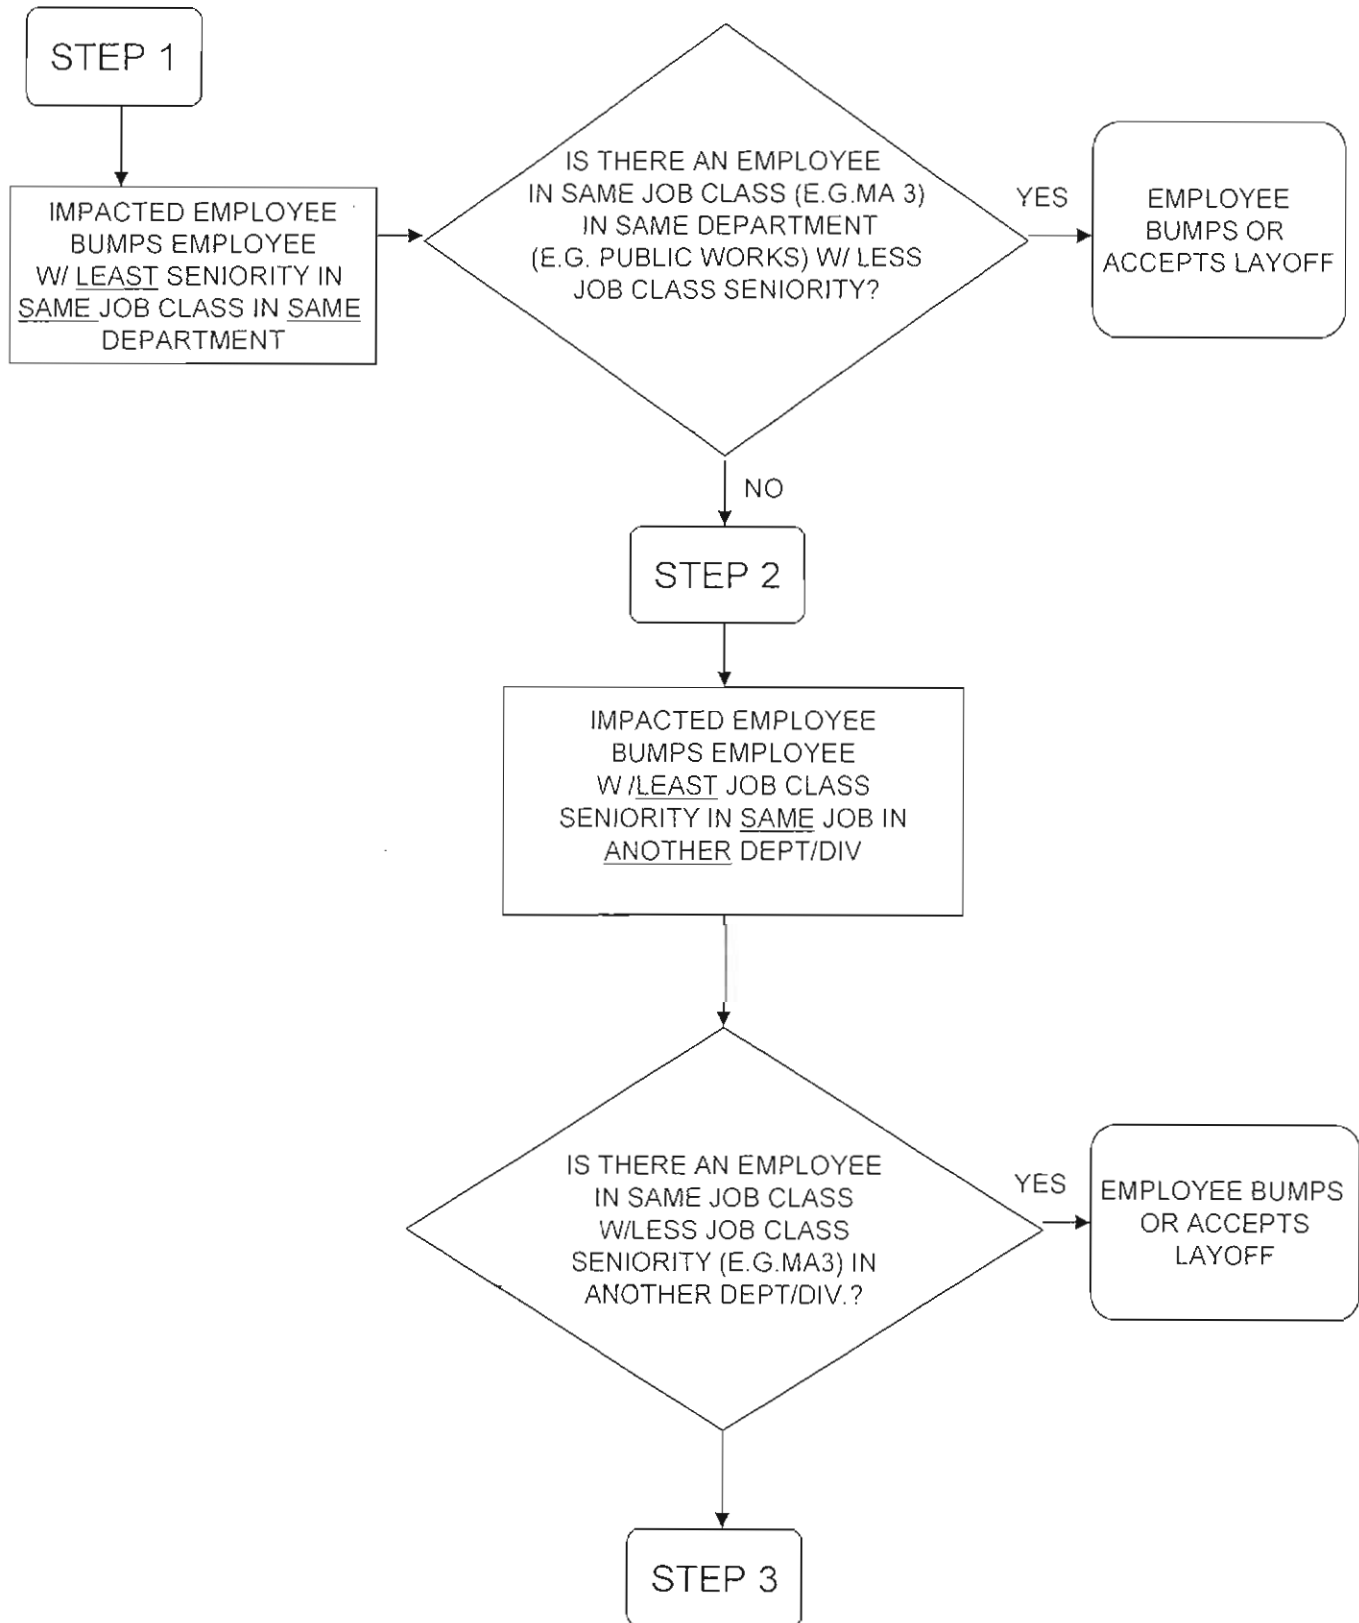 STEP 1
IMPACTED EMPLOYEE
BUMPS EMPLOYEE
W/ LEAST SENIORITY IN
SAME JOB CLASS IN SAME
DEPARTMENT
IS THERE AN EMPLOYEE
IN SAME JOB CLASS (E.G.MA 3)
IN SAME DEPARTMENT
(E.G. PUBLIC WORKS) W/ LESS
JOB CLASS SENIORITY?
YES
EMPLOYEE
BUMPS OR
ACCEPTS LAYOFF
NO
STEP 2
IMPACTED EMPLOYEE
BUMPS EMPLOYEE
W /LEAST JOB CLASS
SENIORITY IN SAME JOB IN
ANOTHER DEPT/DIV
IS THERE AN EMPLOYEE
IN SAME JOB CLASS
W/LESS JOB CLASS
SENIORITY (E.G.MA3) IN
ANOTHER DEPT/DIV.?
YES
EMPLOYEE BUMPS
OR ACCEPTS
LAYOFF
STEP 3